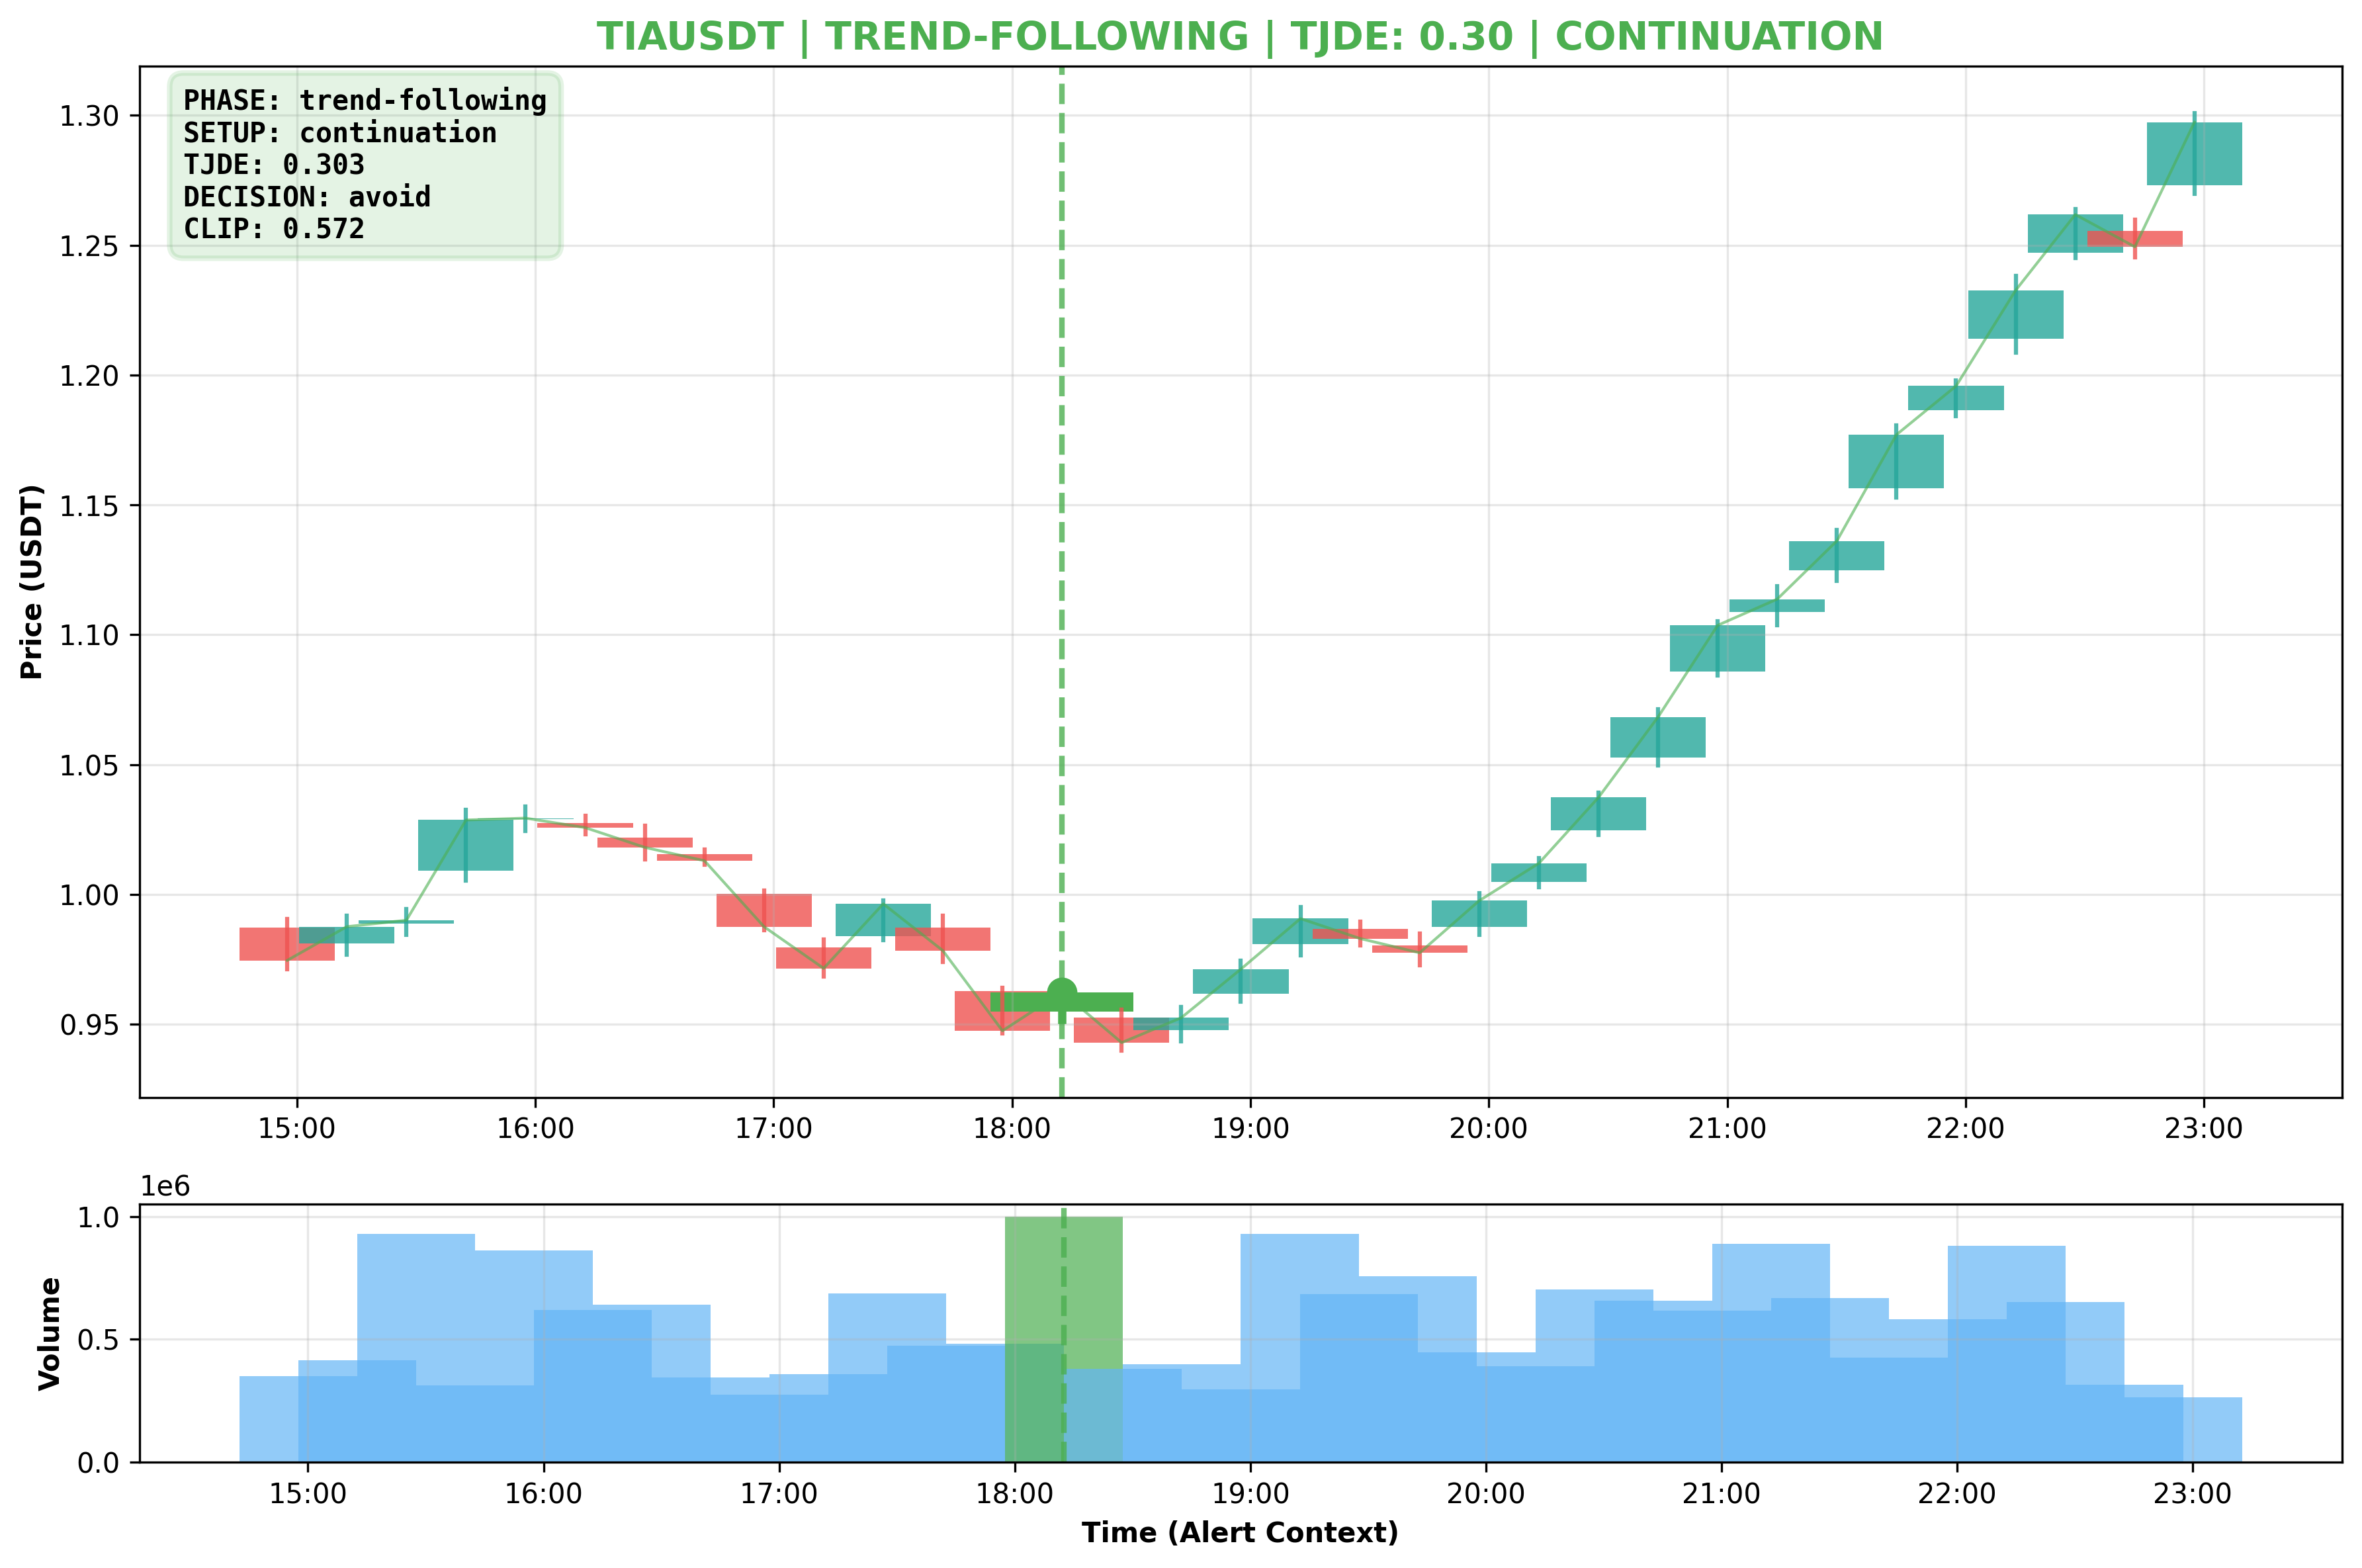 TIAUSDT | TREND-FOLLOWING | TJDE: 0.30 | CONTINUATION
PHASE: trend-following
SETUP: continuation
TJDE: 0.303
DECISION: avoid
CLIP: 0.572
Price (USDT)
1.30
1.25
1.20
1.15
1.10
1.05
1.00
0.95
15:00 16:00 17:00 18:00 19:00 20:00 21:00 22:00 23:00
1e6
Volume
1.0
0.5
0.0
15:00 16:00 17:00 18:00 19:00 20:00 21:00 22:00 23:00
Time (Alert Context)